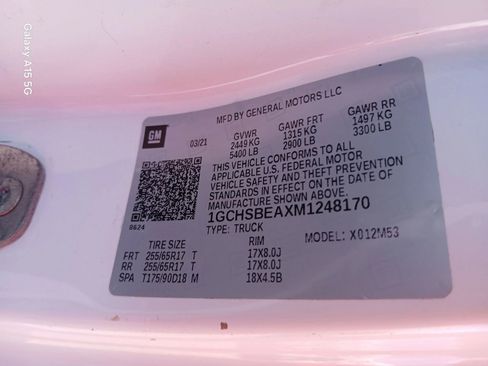 Galaxy A15 5G
MFD BY GENERAL MOTORS LLC
GM
03/21
GVWR GAWR FRT GAWR RR
2449 KG 1315 KG 1497 KG
5400 LB 2900 LB 3300 LB
THIS VEHICLE CONFORMS TO ALL
APPLICABLE U.S. FEDERAL MOTOR
VEHICLE SAFETY AND THEFT PREVENTION
STANDARDS IN EFFECT ON THE DATE OF
MANUFACTURE SHOWN ABOVE.
1GCHSBEAXM1248170
8624
TYPE: TRUCK
MODEL: X012M53
TIRE SIZE RIM
FRT 255/65R17 T 17X8.0J
RR 255/65R17 T 17X8.0J
SPA T175/90D18 M 18X4.5B